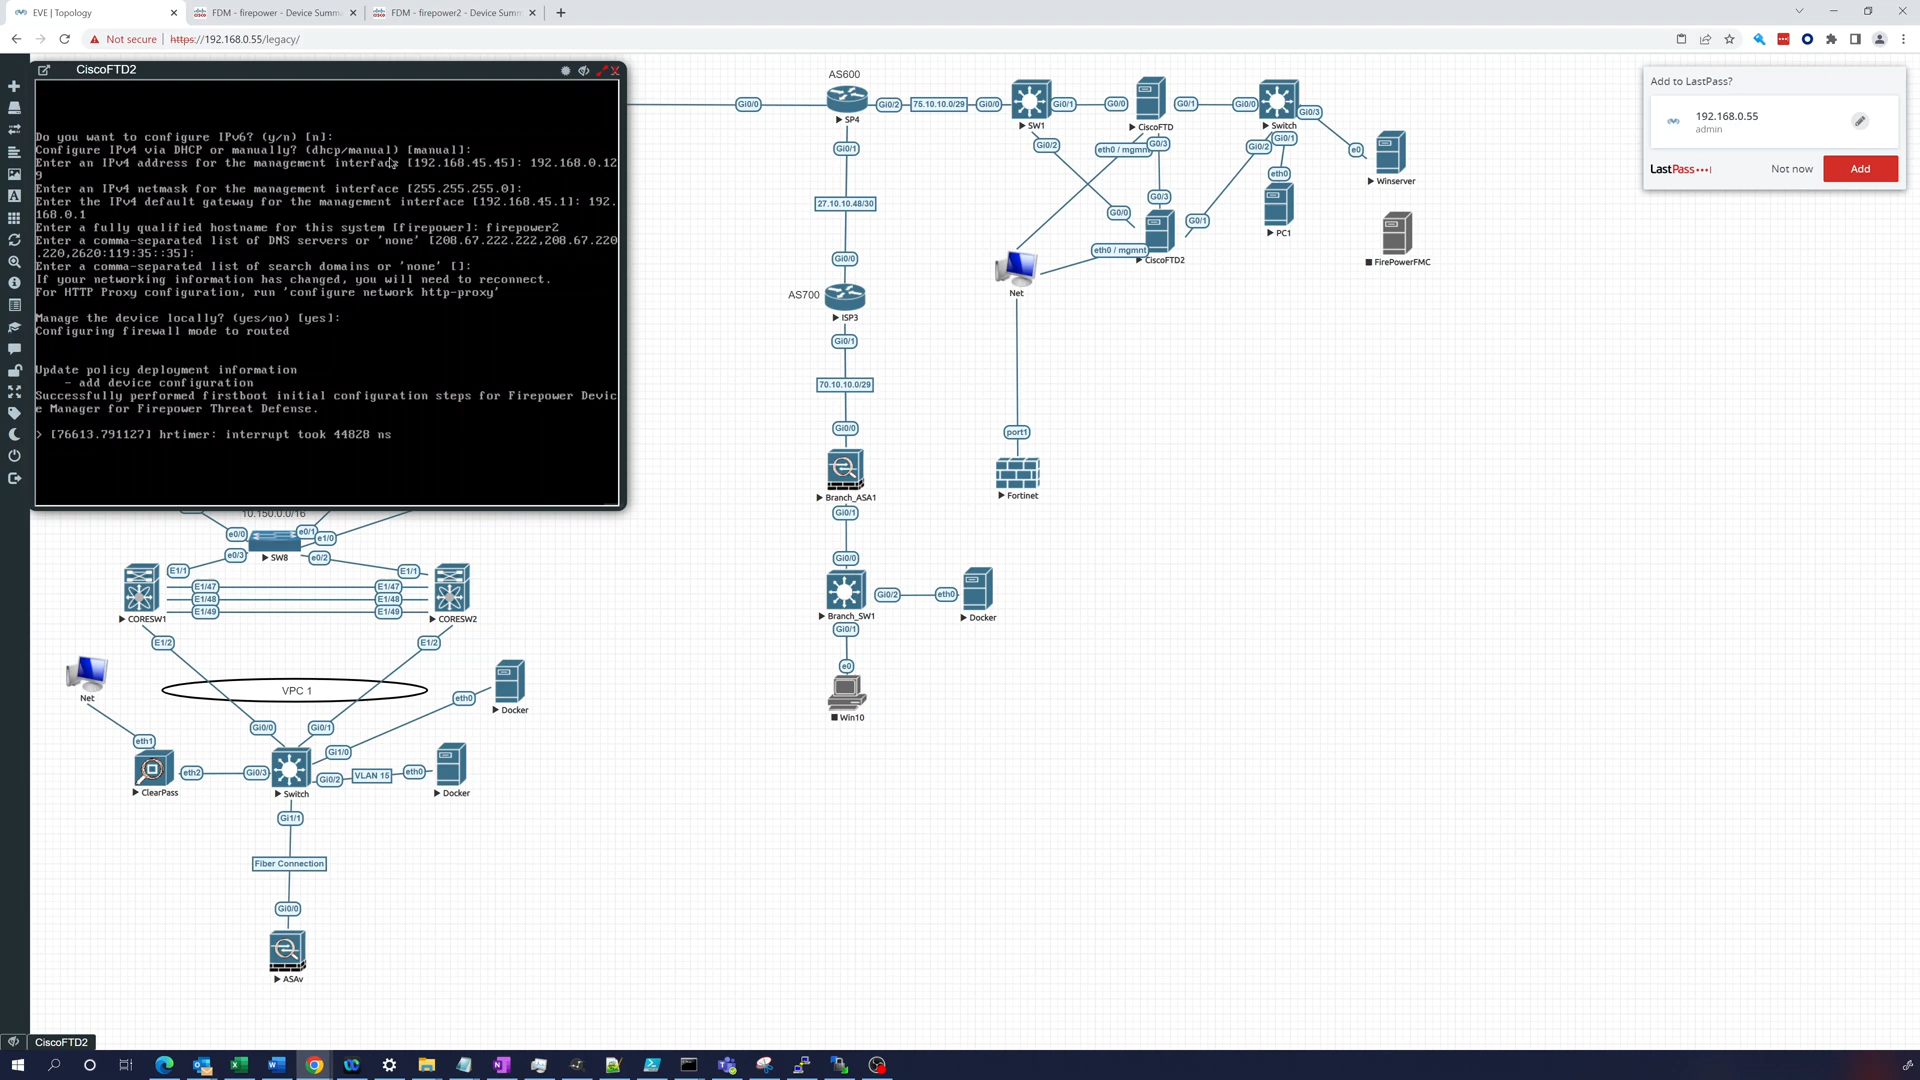 EVE | Topology
FDM - firepower - Device Summ
FDM - firepower2 - Device Summ
Not secure
https://192.168.0.55/legacy/
CiscoFTD2
Do you want to configure IPv6? (y/n) [n]:
Configure IPv4 via DHCP or manually? (dhcp/manual) [manual]:
Enter an IPv4 address for the management interface [192.168.45.45]: 192.168.0.12
9
Enter an IPv4 netmask for the management interface [255.255.255.0]:
Enter the IPv4 default gateway for the management interface [192.168.45.1]: 192.
168.0.1
Enter a fully qualified hostname for this system [firepower]: firepower2
Enter a comma-separated list of DNS servers or 'none' [208.67.222.222,208.67.220
.220,2620:119:35::35]:
Enter a comma-separated list of search domains or 'none' []:
If your networking information has changed, you will need to reconnect.
For HTTP Proxy configuration, run 'configure network http-proxy'
Manage the device locally? (yes/no) [yes]:
Configuring firewall mode to routed
Update policy deployment information
- add device configuration
Successfully performed firstboot initial configuration steps for Firepower Devic
e Manager for Firepower Threat Defense.
> [76613.791127] hrtimer: interrupt took 44828 ns
Add to LastPass?
192.168.0.55
admin
LastPass
Not now
Add
AS600
Gi0/0
SP4
Gi0/2
75.10.10.0/29
Gi0/0
SW1
Gi0/1
G0/0
CiscoFTD
G0/1
Gi0/0
Switch
Gi0/3
Gi0/1
Gi0/2
Gi0/1
eth0 / mgmnt
G0/3
Gi0/2
e0
Winserver
eth0
PC1
27.10.10.48/30
G0/3
G0/0
G0/1
eth0 / mgmnt
CiscoFTD2
FirePowerFMC
Gi0/0
Net
AS700
ISP3
Gi0/1
70.10.10.0/29
Gi0/0
port1
Branch_ASA1
Fortinet
Gi0/1
10.150.0.0/16
e0/0
e0/1
e1/0
SW8
e0/3
e0/2
Gi0/0
E1/1
E1/1
E1/47
E1/47
E1/48
E1/48
E1/49
E1/49
CORESW1
CORESW2
Branch_SW1
Gi0/2
eth0
Docker
Gi0/1
E1/2
E1/2
e0
Win10
Net
VPC 1
eth0
Docker
Gi0/0
Gi0/1
eth1
Gi1/0
ClearPass
eth2
Gi0/3
Switch
Gi0/2
VLAN 15
eth0
Docker
Gi1/1
Fiber Connection
Gi0/0
ASAv
CiscoFTD2